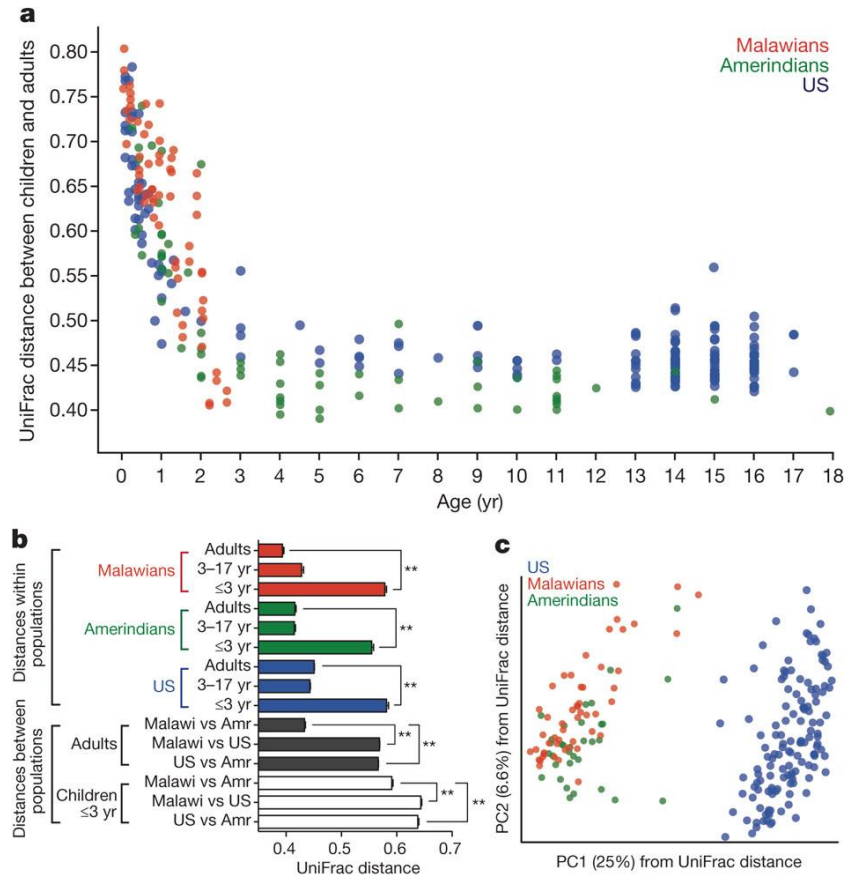 a
UniFrac distance between children and adults
0.80
0.75
0.70
0.65
0.60
0.55
0.50
0.45
0.40
Malawians
Amerindians
US
0 1 2 3 4 5 6 7 8 9 10 11 12 13 14 15 16 17 18
Age (yr)
b
Distances within
populations
Malawians
Adults
3–17 yr
≤3 yr
**
Amerindians
Adults
3–17 yr
≤3 yr
**
US
Adults
3–17 yr
≤3 yr
**
Distances between
populations
Adults
Malawi vs Amr
Malawi vs US
US vs Amr
**
**
Children
≤3 yr
Malawi vs Amr
Malawi vs US
US vs Amr
**
**
0.4 0.5 0.6 0.7
UniFrac distance
c
US
Malawians
Amerindians
PC2 (6.6%) from UniFrac distance
PC1 (25%) from UniFrac distance